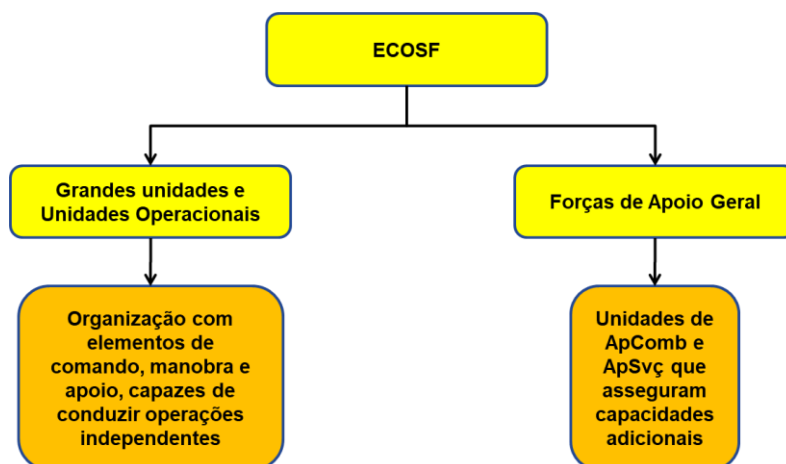 ECOSF
Grandes unidades e
Unidades Operacionais
Forças de Apoio Geral
Organização com
elementos de
comando, manobra e
apoio, capazes de
conduzir operações
independentes
Unidades de
ApComb e
ApSvç que
asseguram
capacidades
adicionais